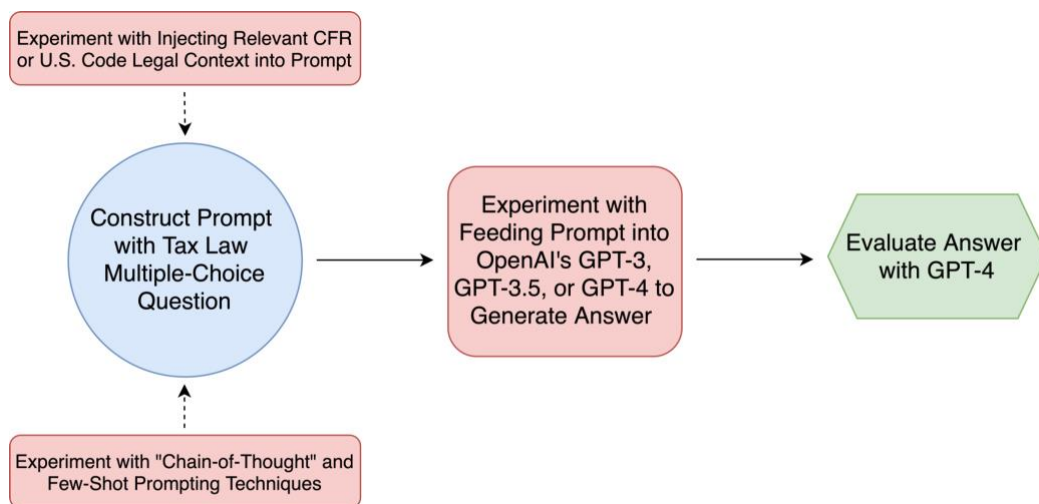 Experiment with Injecting Relevant CFR
or U.S. Code Legal Context into Prompt
Construct Prompt
with Tax Law
Multiple-Choice
Question
Experiment with "Chain-of-Thought" and
Few-Shot Prompting Techniques
Experiment with
Feeding Prompt into
OpenAI's GPT-3,
GPT-3.5, or GPT-4 to
Generate Answer
Evaluate Answer
with GPT-4